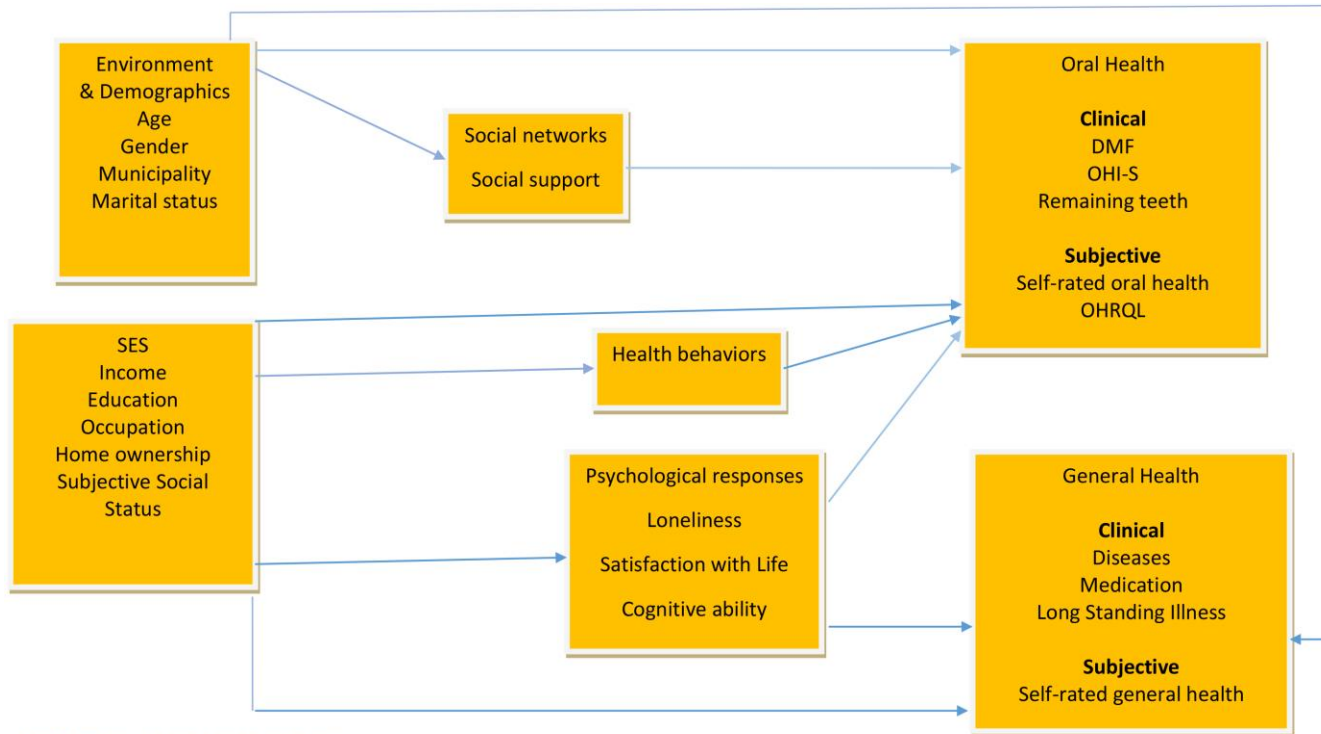 Environment
& Demographics
Age
Gender
Municipality
Marital status
Social networks
Social support
Oral Health
Clinical
DMF
OHI-S
Remaining teeth
Subjective
Self-rated oral health
OHRQL
SES
Income
Education
Occupation
Home ownership
Subjective Social
Status
Health behaviors
Psychological responses
Loneliness
Satisfaction with Life
Cognitive ability
General Health
Clinical
Diseases
Medication
Long Standing Illness
Subjective
Self-rated general health